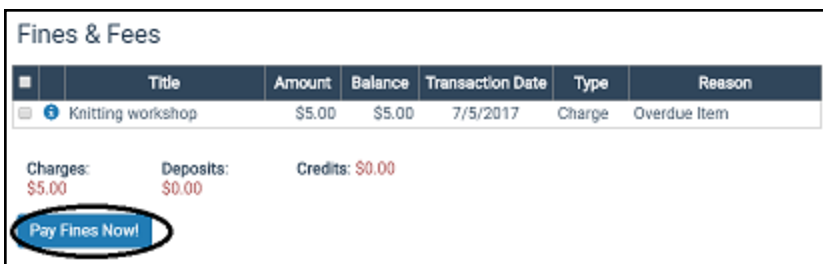 Fines & Fees
Title Amount Balance Transaction Date Type Reason
Knitting workshop $5.00 $5.00 7/5/2017 Charge Overdue Item
Charges: Deposits: Credits: $0.00
$5.00 $0.00
Pay Fines Now!